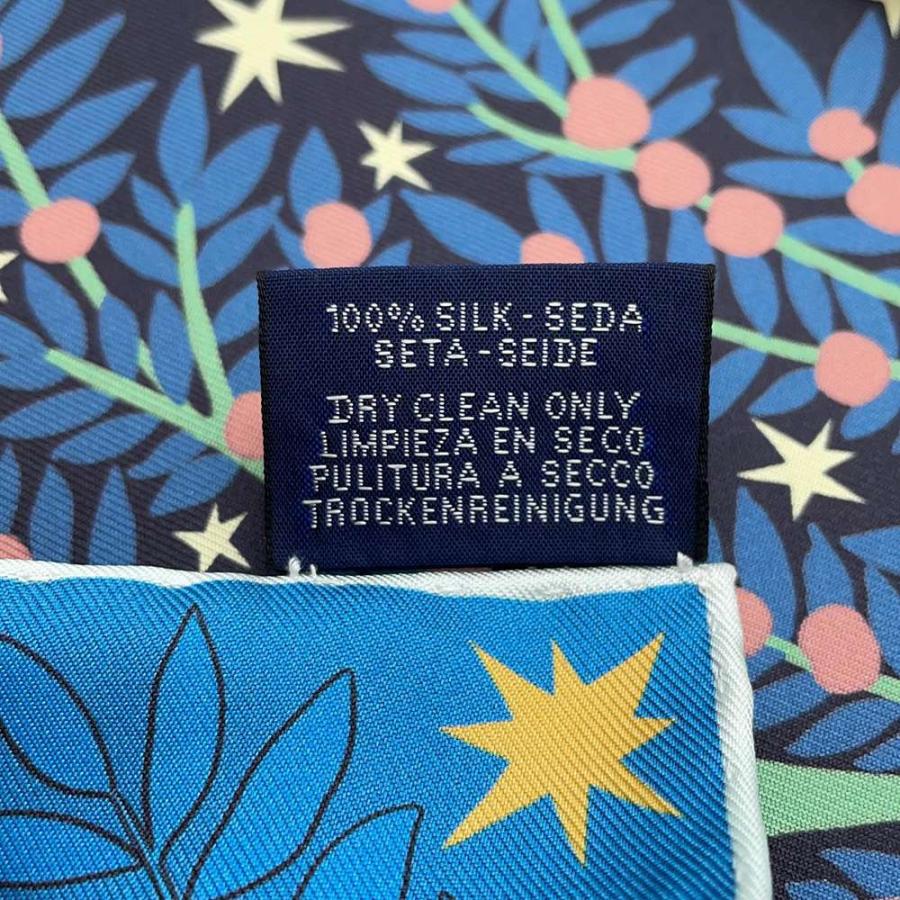 100% SILK - SEDA
SETA - SEIDE
DRY CLEAN ONLY
LIMPIEZA EN SECO
PULITURA A SECCO
TROCKENREINIGUNG